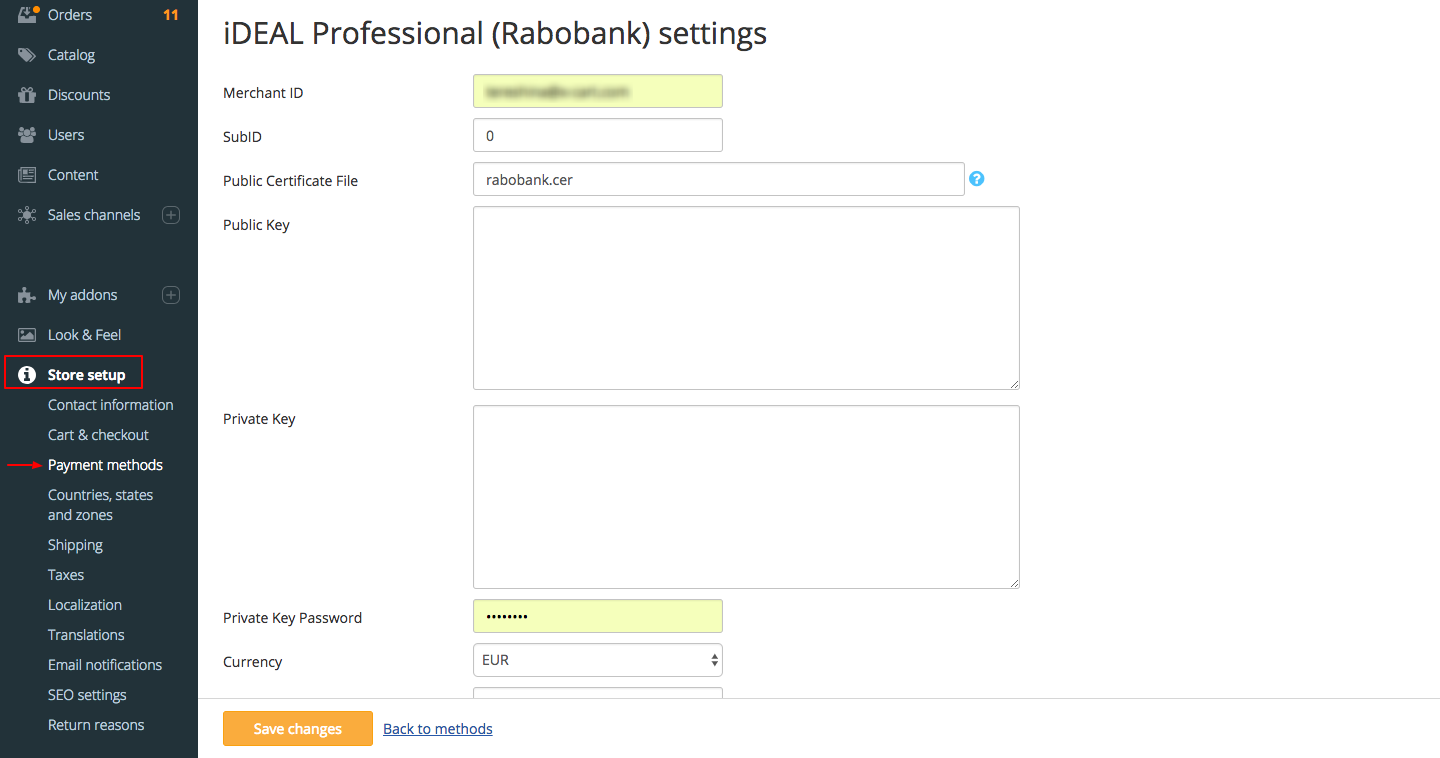 Orders 11
Catalog
Discounts
Users
Content
Sales channels
My addons
Look & Feel
Store setup
Contact information
Cart & checkout
Payment methods
Countries, states
and zones
Shipping
Taxes
Localization
Translations
Email notifications
SEO settings
Return reasons
iDEAL Professional (Rabobank) settings
Merchant ID
SubID 0
Public Certificate File rabobank.cer ?
Public Key
Private Key
Private Key Password ••••••••
Currency EUR
Save changes Back to methods